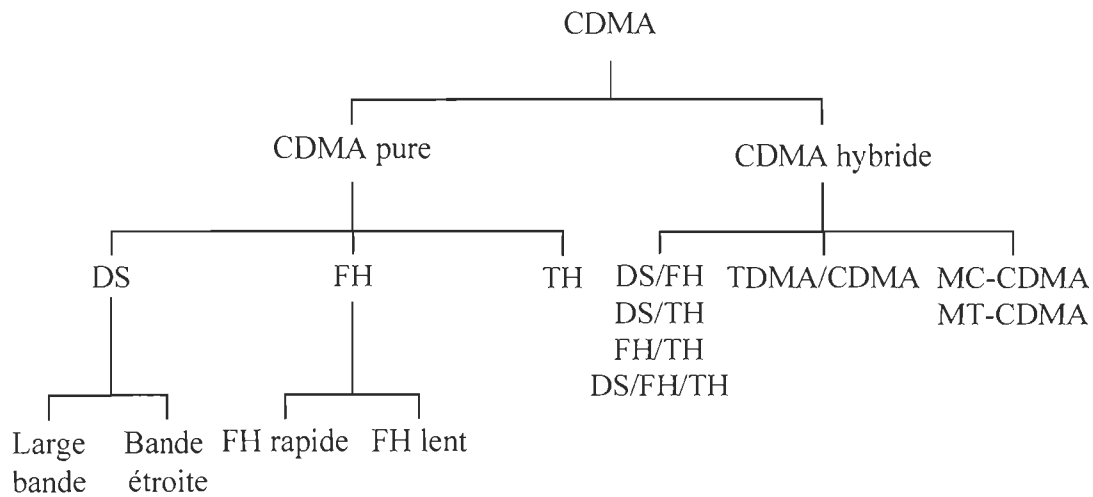 CDMA
CDMA pure
CDMA hybride
DS
FH
TH
DS/FH
DS/TH
FH/TH
DS/FH/TH
TDMA/CDMA
MC-CDMA
MT-CDMA
Large
bande
Bande
étroite
FH rapide
FH lent